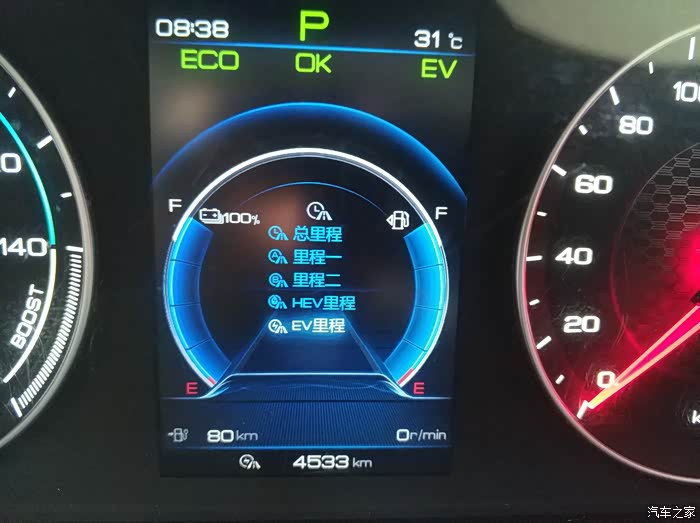 08:38 P 31℃
ECO OK EV
F 100% F
总里程
里程一
里程二
HEV里程
EV里程
E E
80 km 0r/min
4533 km
140
BOOST
80
60
40
20
0
汽车之家